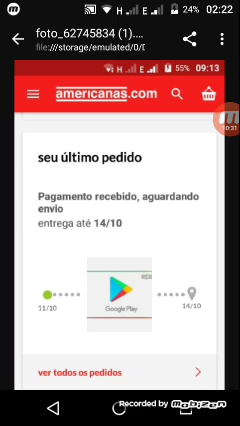 24% 02:22
foto_62745834 (1)....
file:///storage/emulated/0/D
H E 55% 09:13
americanas.com
10:31
seu último pedido
Pagamento recebido, aguardando
envio
entrega até 14/10
Google Play
11/10
14/10
ver todos os pedidos
Recorded by Mobizen